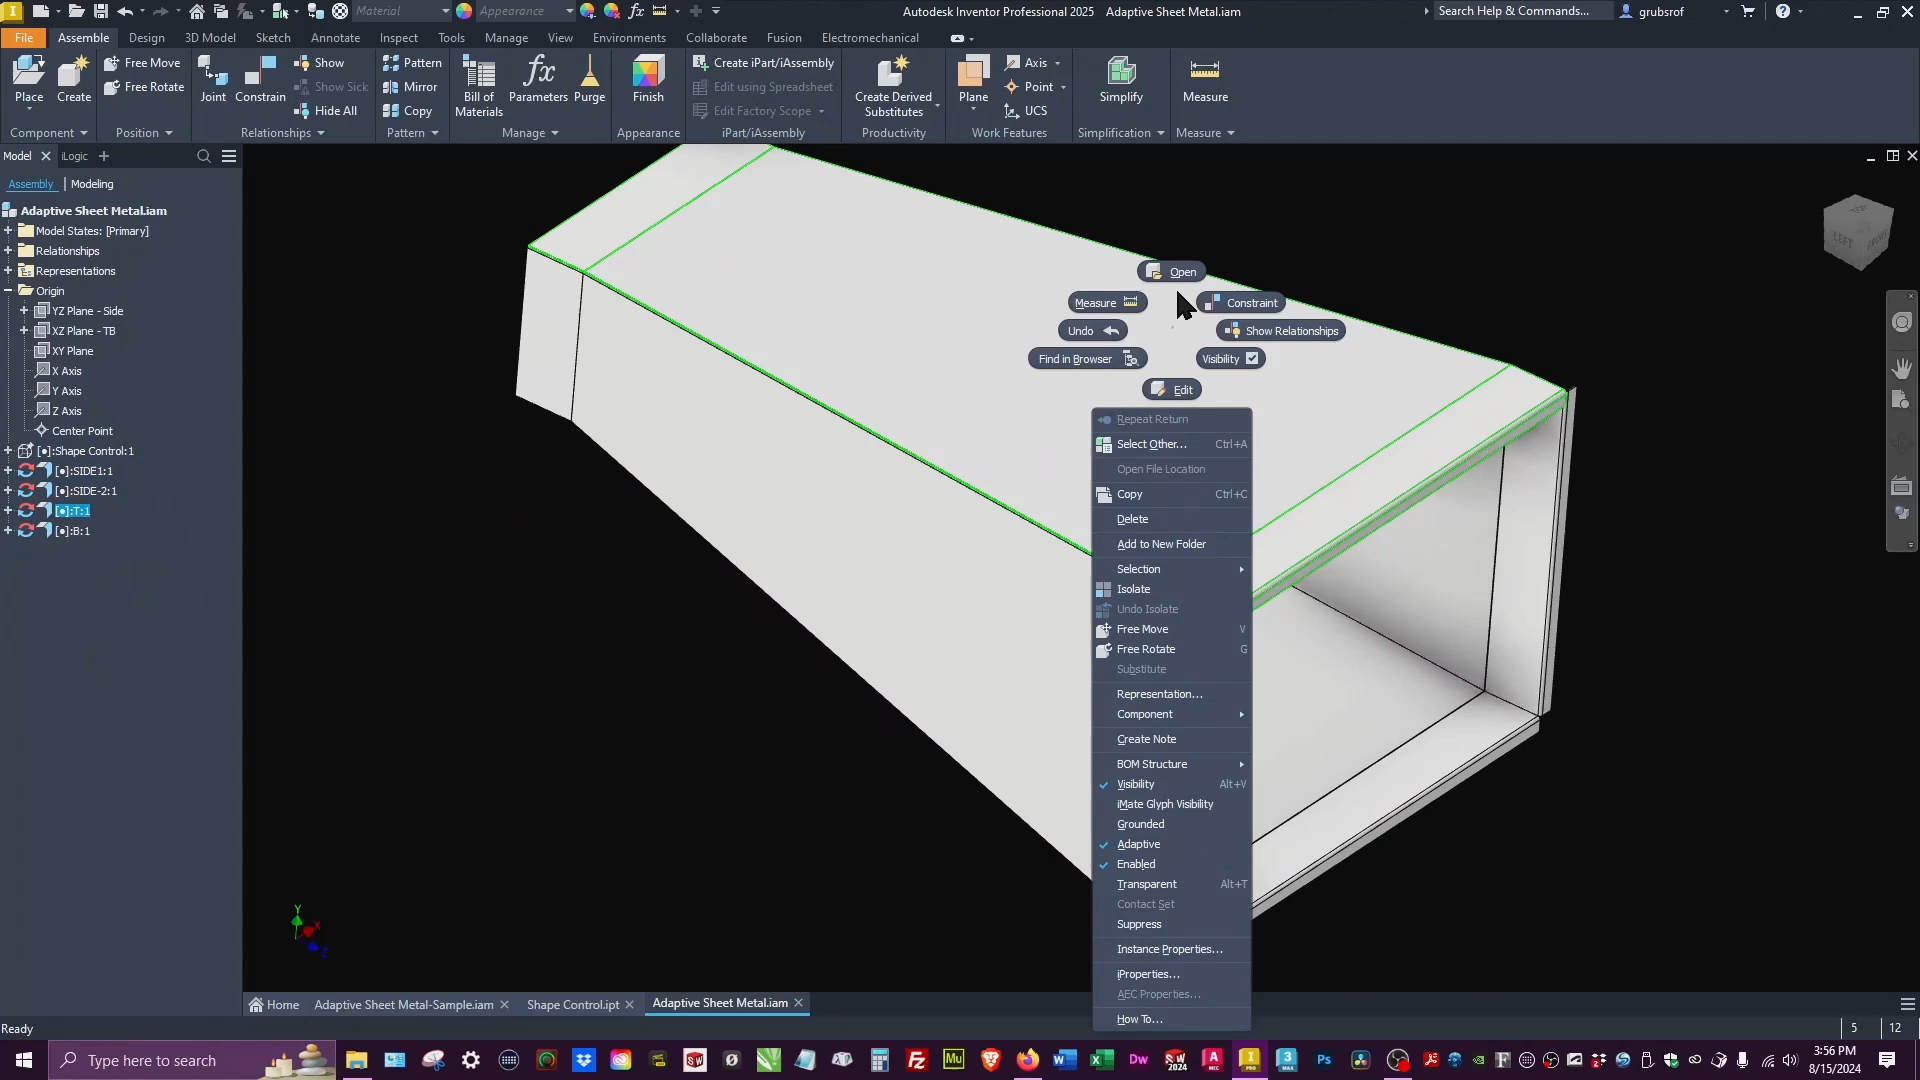 Material
Appearance
fx
Autodesk Inventor Professional 2025 Adaptive Sheet Metal.iam
Search Help & Commands...
grubsrof
File Assemble Design 3D Model Sketch Annotate Inspect Tools Manage View Environments Collaborate Fusion Electromechanical
Place
Create
Free Move
Free Rotate
Joint
Constrain
Show
Show Sick
Hide All
Pattern
Mirror
Copy
Bill of
Materials
fx
Parameters
Purge
Finish
Create iPart/iAssembly
Edit using Spreadsheet
Edit Factory Scope
Create Derived
Substitutes
Plane
Axis
Point
UCS
Simplify
Measure
Component Position Relationships Pattern Manage Appearance iPart/iAssembly Productivity Work Features Simplification Measure
Model iLogic
Assembly | Modeling
Adaptive Sheet Metal.iam
Model States: [Primary]
Relationships
Representations
Origin
YZ Plane - Side
XZ Plane - TB
XY Plane
X Axis
Y Axis
Z Axis
Center Point
[•]:Shape Control:1
[•]:SIDE1:1
[•]:SIDE-2:1
[•]:T:1
[•]:B:1
TOP
LEFT
FRONT
Open
Measure
Constraint
Undo
Show Relationships
Find in Browser
Visibility
Edit
Repeat Return
Select Other... Ctrl+A
Open File Location
Copy Ctrl+C
Delete
Add to New Folder
Selection
Isolate
Undo Isolate
Free Move V
Free Rotate G
Substitute
Representation...
Component
Create Note
BOM Structure
Visibility Alt+V
iMate Glyph Visibility
Grounded
Adaptive
Enabled
Transparent Alt+T
Contact Set
Suppress
Instance Properties...
iProperties...
AEC Properties...
How To...
Y
X
Z
Home Adaptive Sheet Metal-Sample.iam Shape Control.ipt Adaptive Sheet Metal.iam
Ready
5 12
Type here to search
3:56 PM
8/15/2024